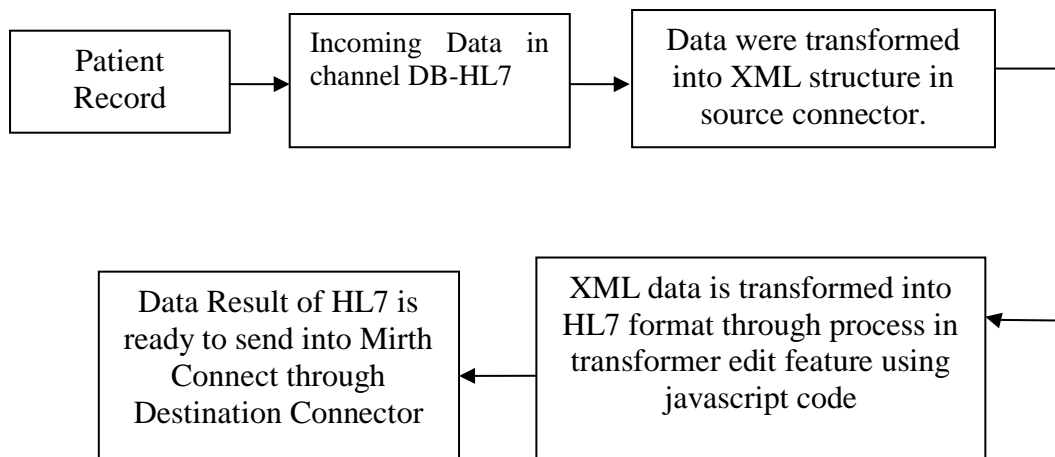 Patient
Record
Incoming Data in
channel DB-HL7
Data were transformed
into XML structure in
source connector.
XML data is transformed into
HL7 format through process in
transformer edit feature using
javascript code
Data Result of HL7 is
ready to send into Mirth
Connect through
Destination Connector